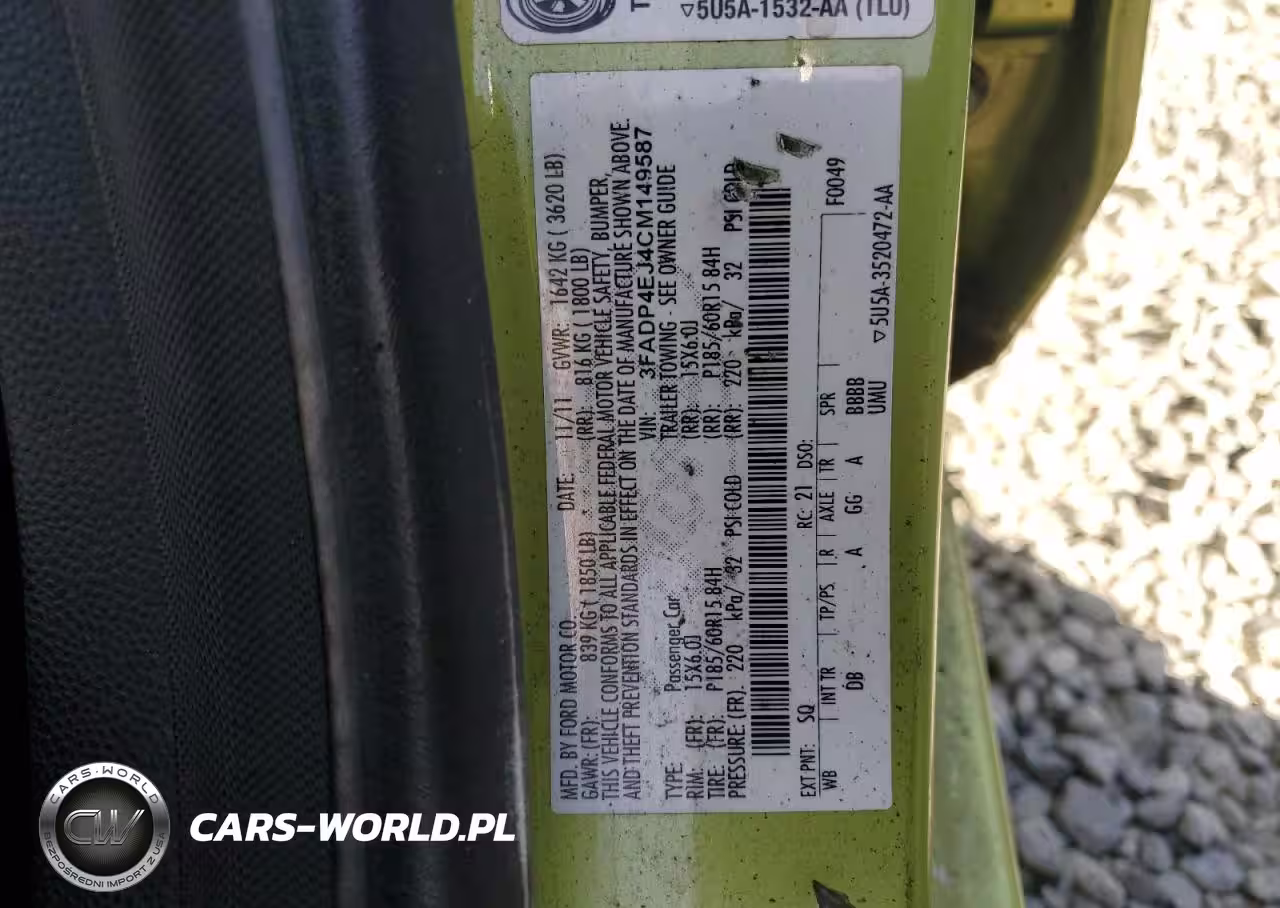 ▽5U5A-1532-AA (TLU)
MFD. BY FORD MOTOR CO. DATE: 11/11 GVWR: 1642 KG ( 3620 LB)
GAWR: (FR): 839 KG ( 1850 LB) (RR): 816 KG ( 1800 LB)
THIS VEHICLE CONFORMS TO ALL APPLICABLE FEDERAL MOTOR VEHICLE SAFETY, BUMPER,
AND THEFT PREVENTION STANDARDS IN EFFECT ON THE DATE OF MANUFACTURE SHOWN ABOVE.
VIN: 3FADP4EJ4CM149587
TYPE: Passenger Car TRAILER TOWING - SEE OWNER GUIDE
RIM: (FR) 15X6.0J (RR): 15X6.0J
TIRE: (FR) P185/60R15 84H (RR): P185/60R15 84H
PRESSURE: (FR): 220 kPa/ 32 PSI COLD (RR): 220 kPa/ 32 PSI COLD
EXT PNT: SQ RC: 21 DSO: F0049
WB INT TR TP/PS I.R AXLE TR SPR
DB A GG A BBBB
UMU
▽5U5A-3520472-AA
CARS-WORLD
CW
BEZPOŚREDNI IMPORT Z USA
CARS-WORLD.PL